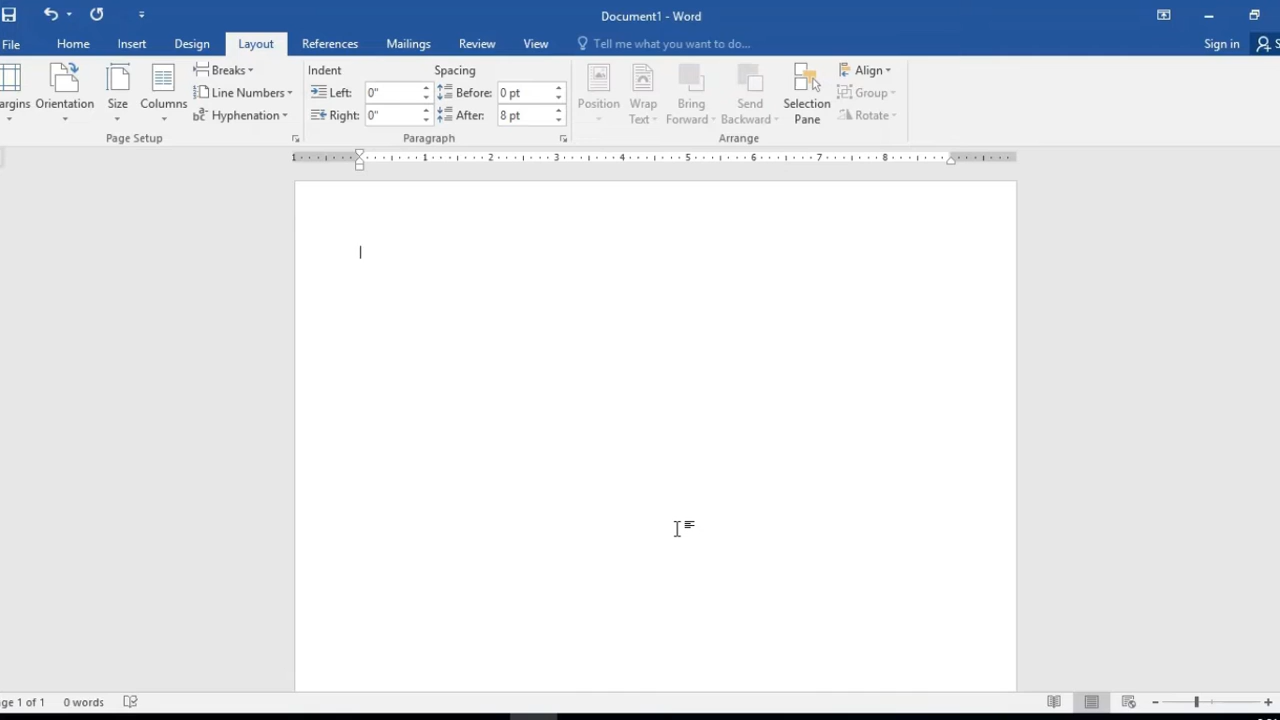 Document1 - Word
File Home Insert Design Layout References Mailings Review View Tell me what you want to do... Sign in
Orientation Size Columns
Breaks
Line Numbers
Hyphenation
Page Setup
Indent Spacing
Left: 0" Before: 0 pt
Right: 0" After: 8 pt
Paragraph
Position Wrap Text Bring Forward Send Backward Selection Pane
Align
Group
Rotate
Arrange
1 1 2 3 4 5 6 7 8
ge 1 of 1 0 words